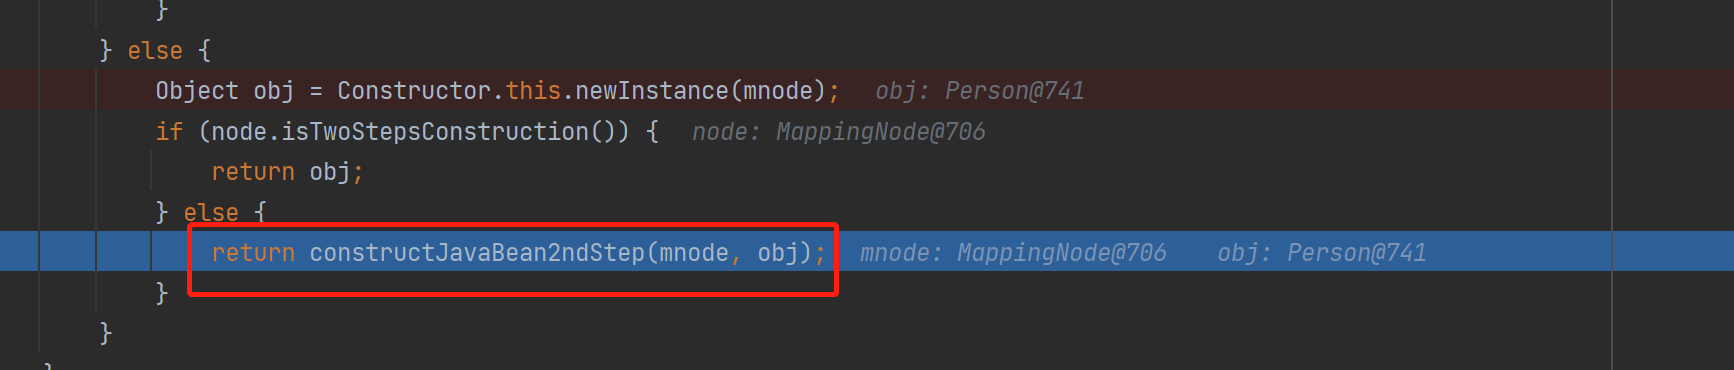 }
} else {
Object obj = Constructor.this.newInstance(mnode); obj: Person@741
if (node.isTwoStepsConstruction()) { node: MappingNode@706
return obj;
} else {
return constructJavaBean2ndStep(mnode, obj); mnode: MappingNode@706 obj: Person@741
}
}
}